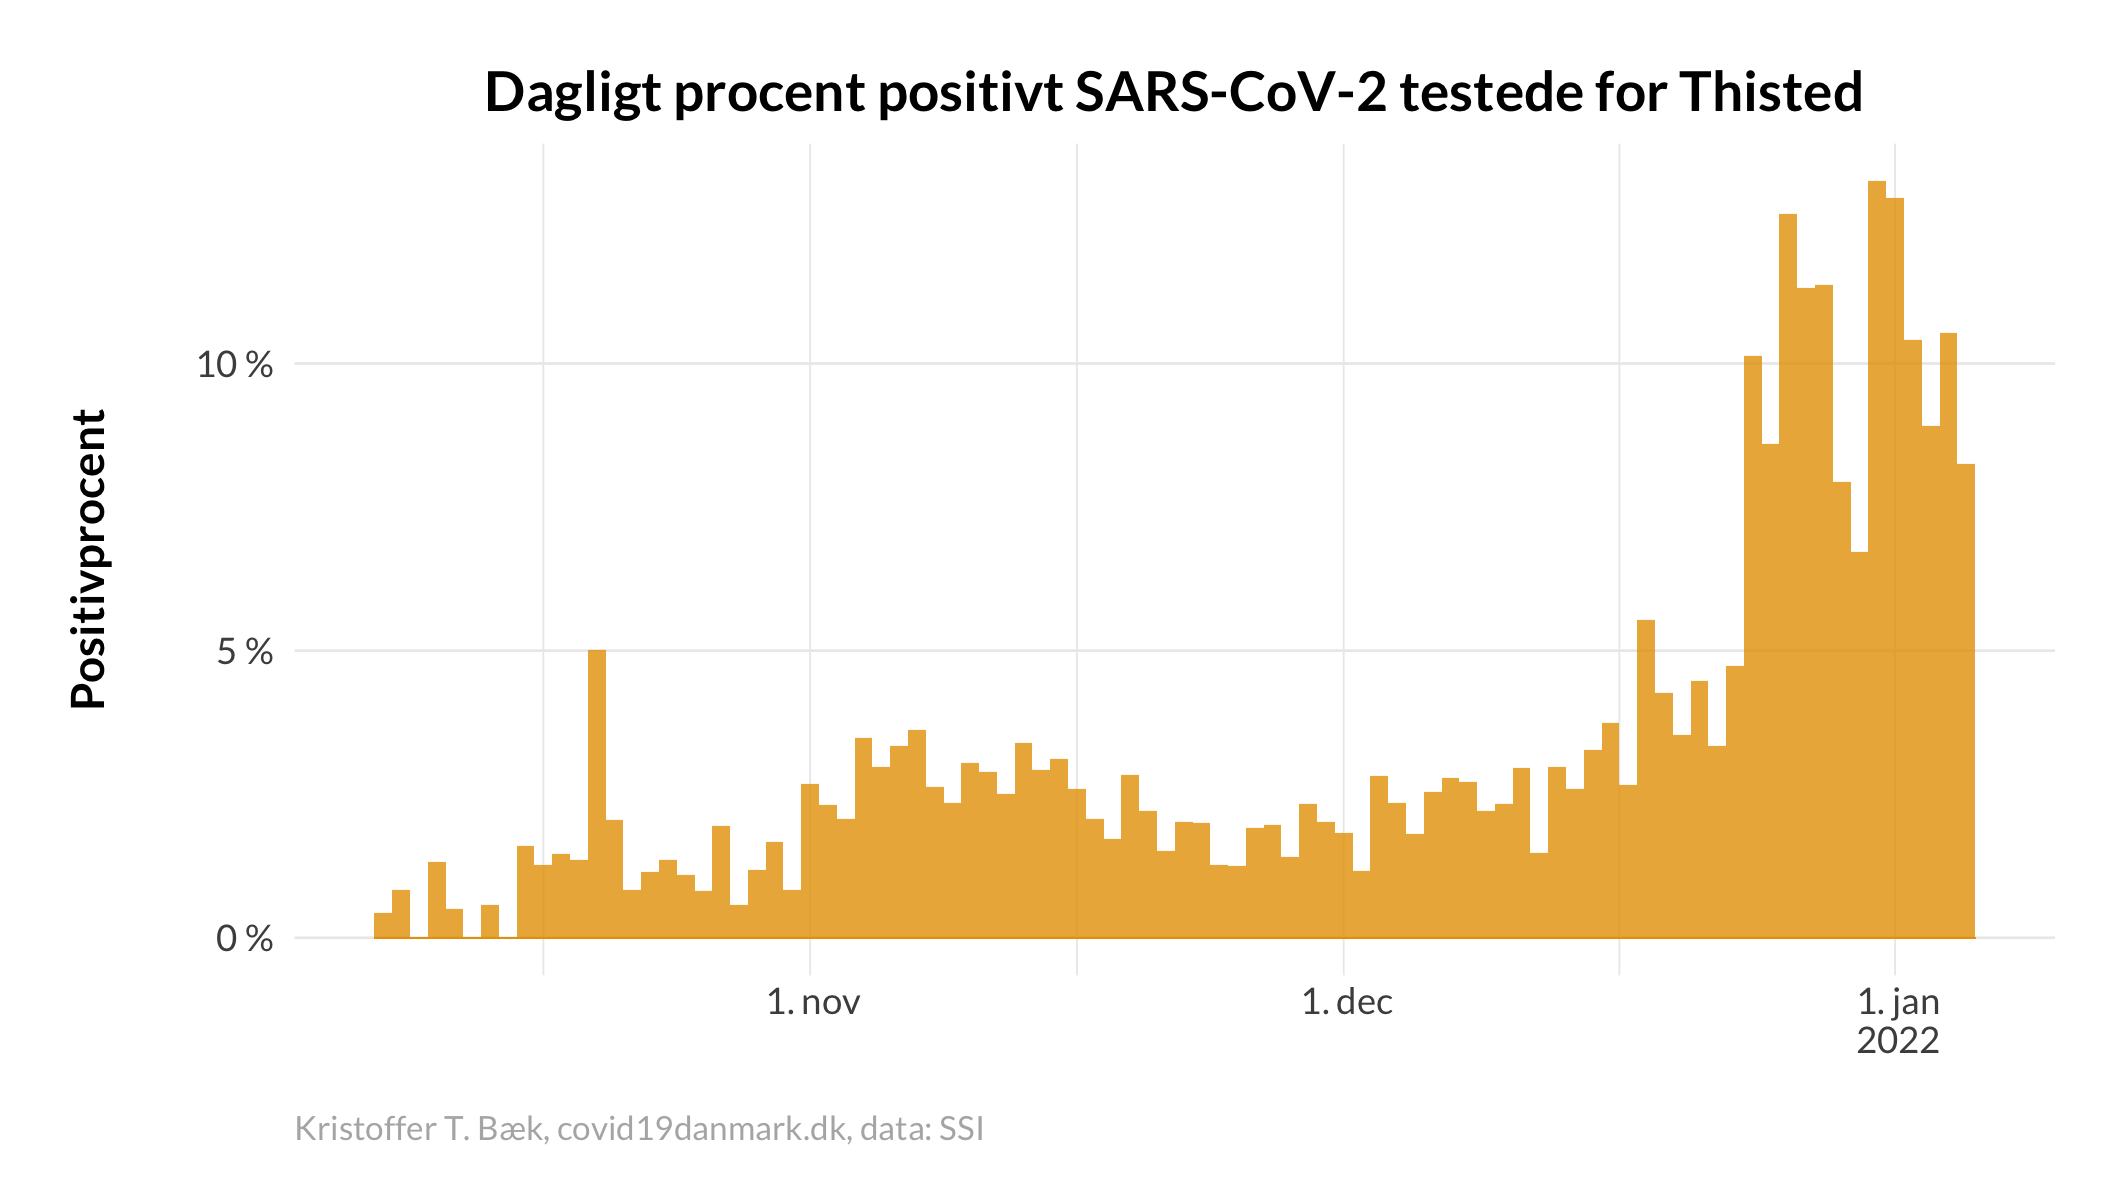 Dagligt procent positivt SARS-CoV-2 testede for Thisted
Positivprocent
10 %
5 %
0 %
1. nov
1. dec
1. jan
2022
Kristoffer T. Bæk, covid19danmark.dk, data: SSI